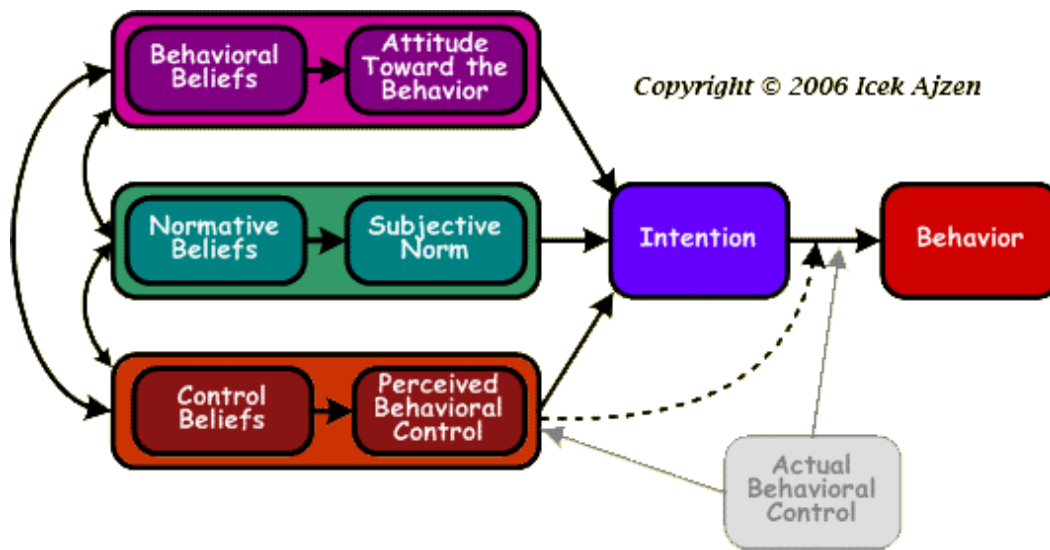 Behavioral
Beliefs
Attitude
Toward the
Behavior
Copyright © 2006 Icek Ajzen
Normative
Beliefs
Subjective
Norm
Intention
Behavior
Control
Beliefs
Perceived
Behavioral
Control
Actual
Behavioral
Control